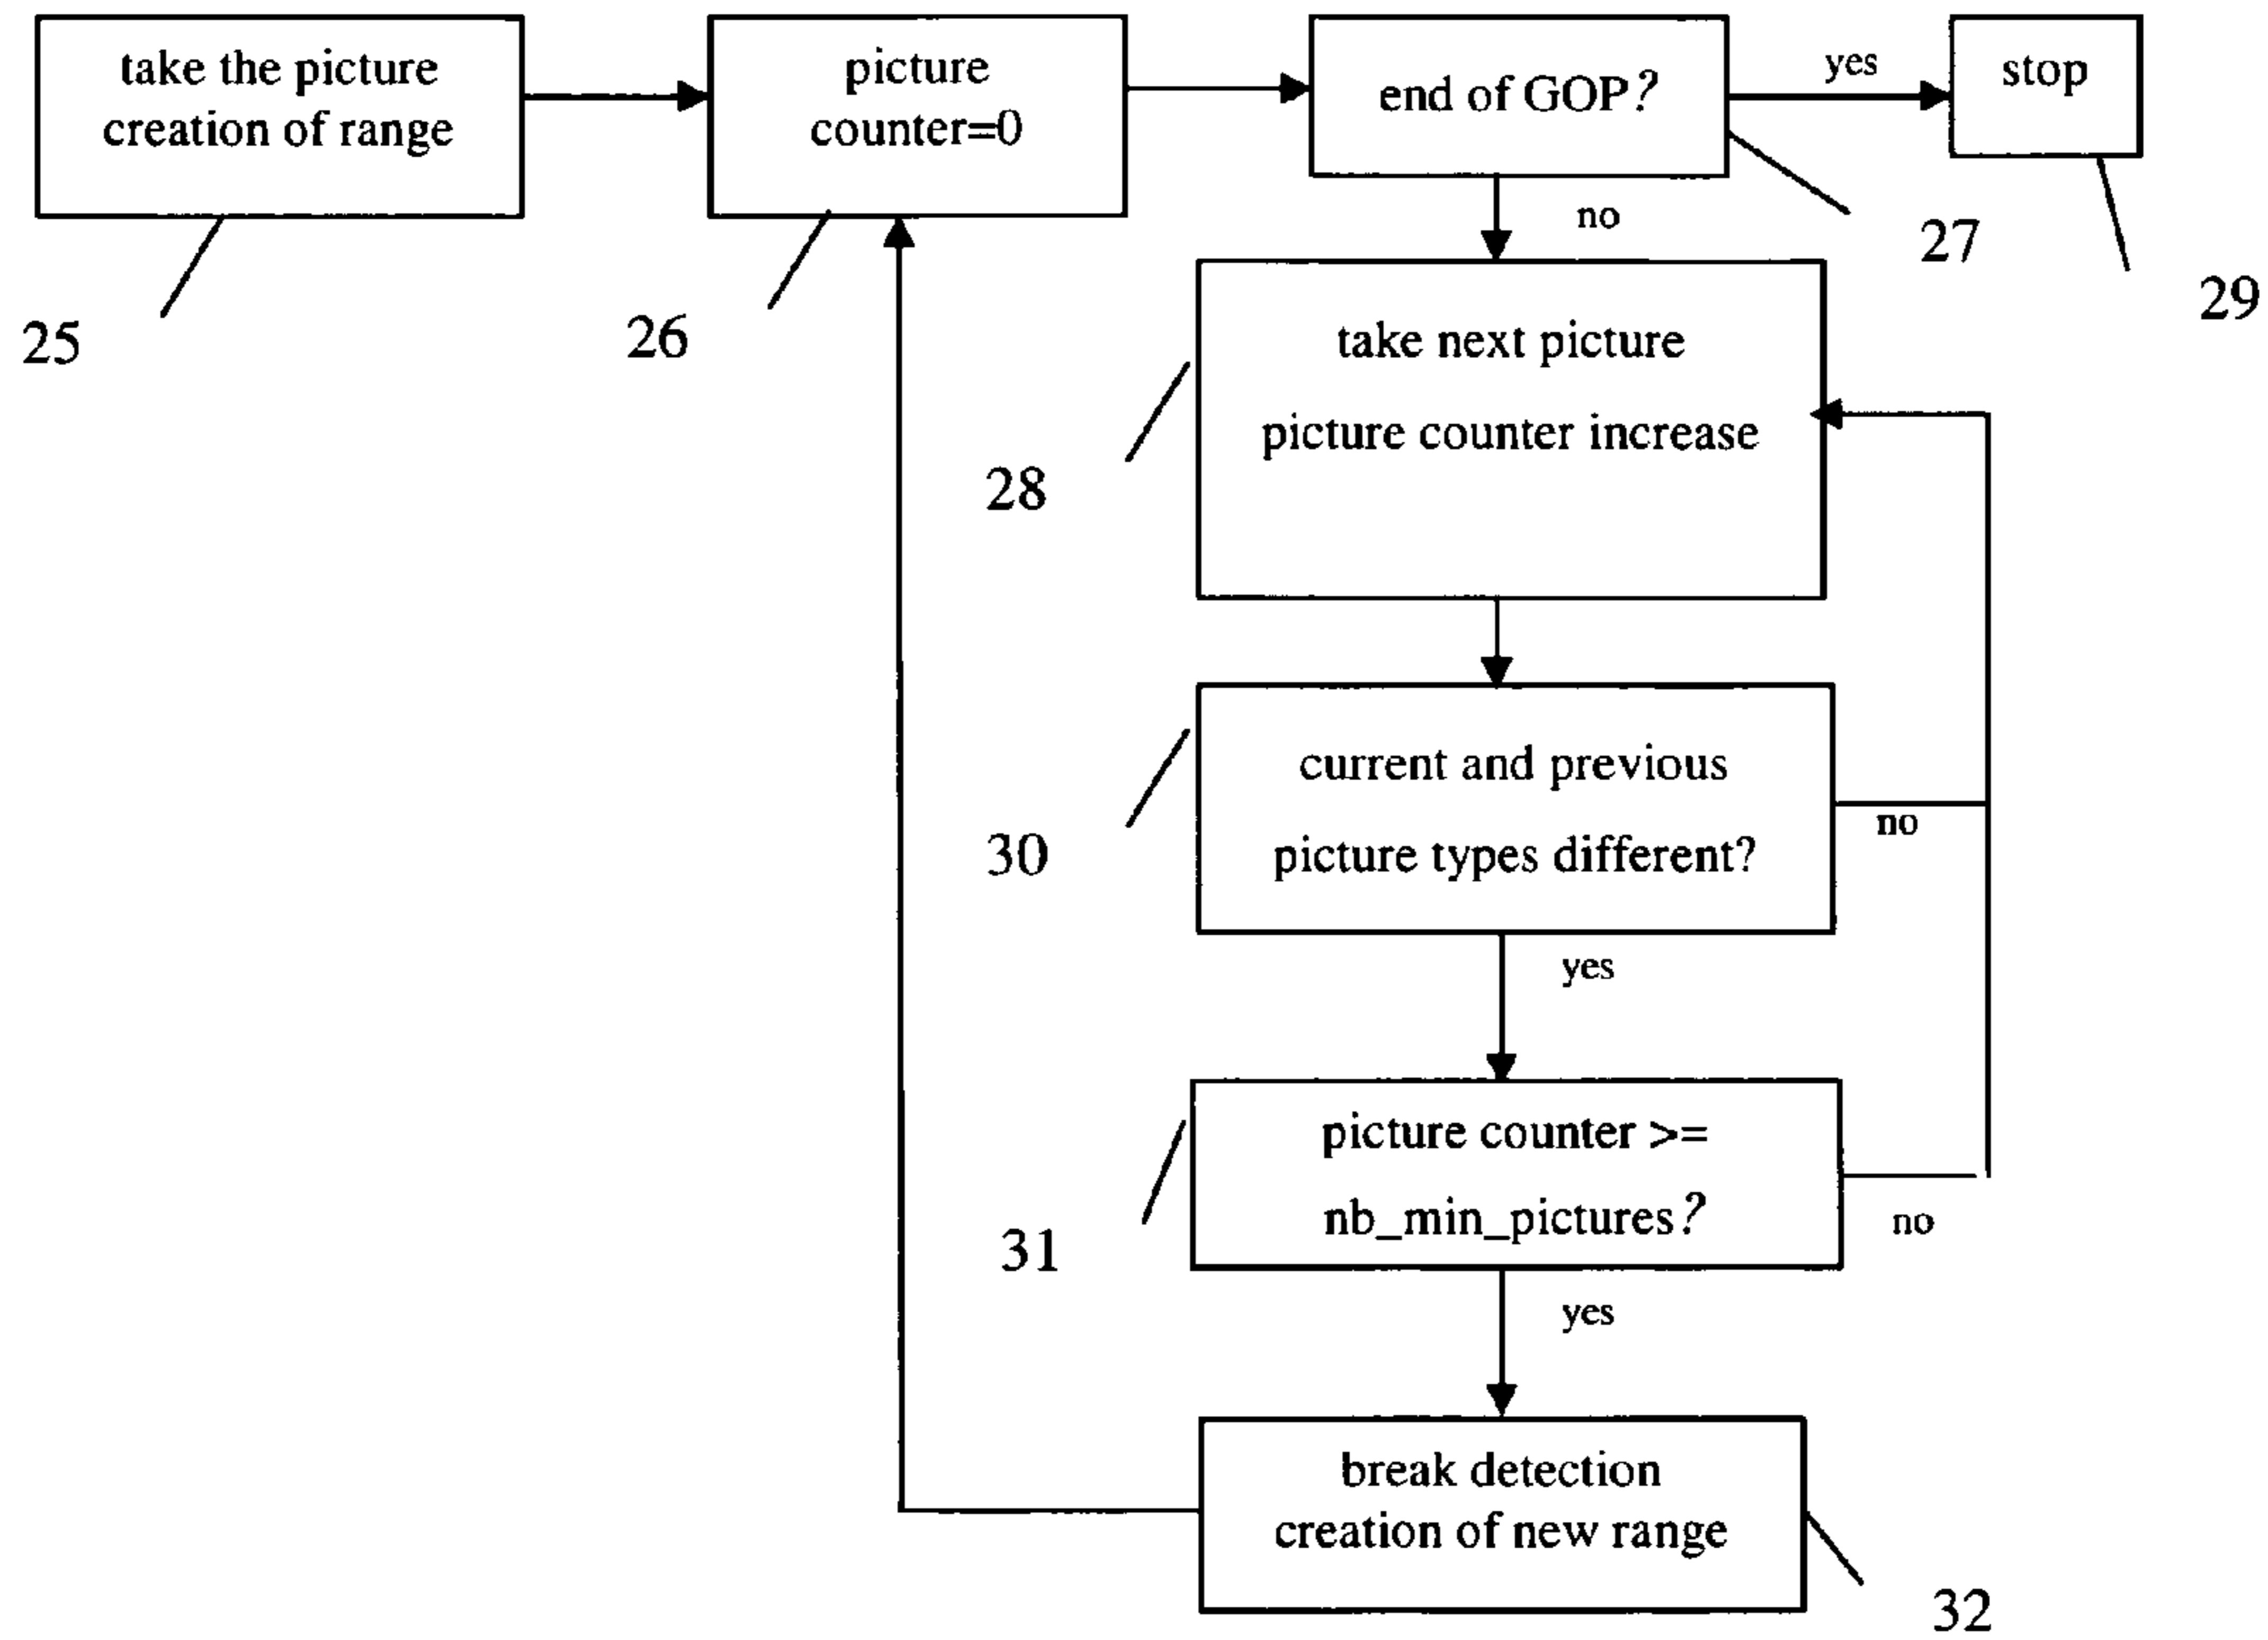 take the picture
creation of range
picture
counter=0
end of GOP?
yes
stop
no
25
26
27
29
take next picture
picture counter increase
28
current and previous
picture types different?
no
30
yes
picture counter >=
nb_min_pictures?
no
31
yes
break detection
creation of new range
32